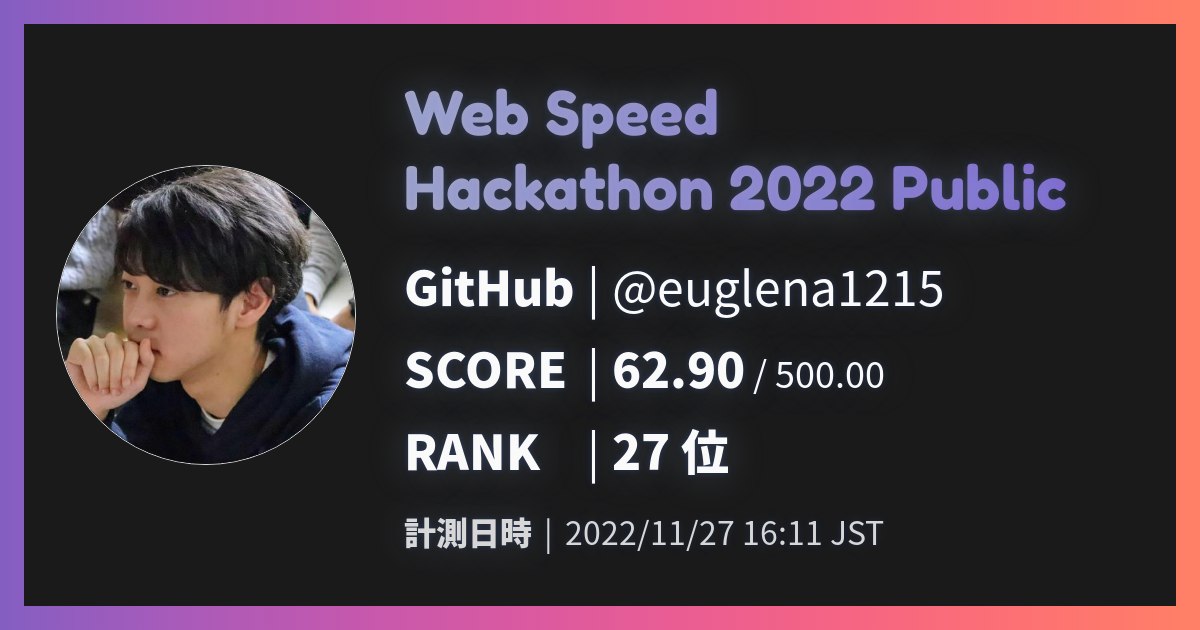 Web Speed
Hackathon 2022 Public
GitHub | @euglena1215
SCORE | 62.90 / 500.00
RANK | 27 位
計測日時 | 2022/11/27 16:11 JST